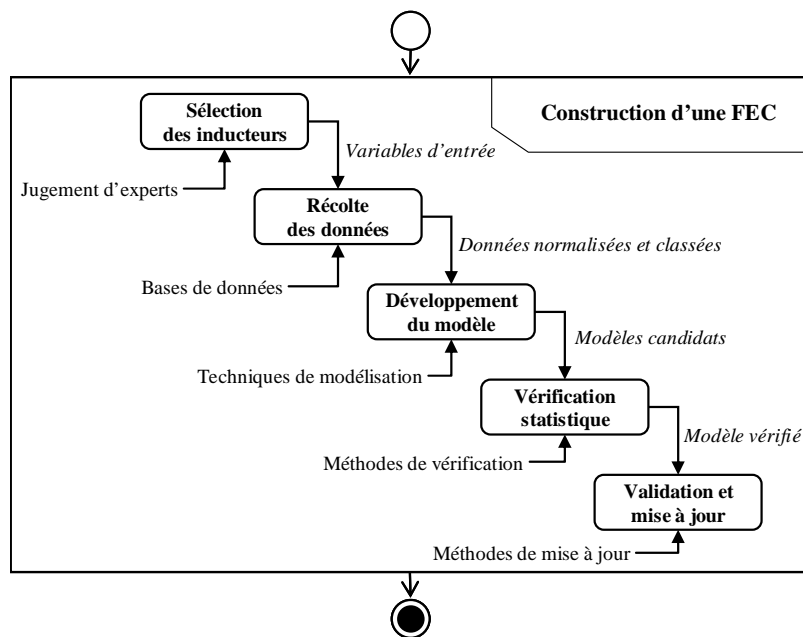 Construction d'une FEC
Sélection
des inducteurs
Variables d'entrée
Jugement d'experts
Récolte
des données
Données normalisées et classées
Bases de données
Développement
du modèle
Modèles candidats
Techniques de modélisation
Vérification
statistique
Modèle vérifié
Méthodes de vérification
Validation et
mise à jour
Méthodes de mise à jour